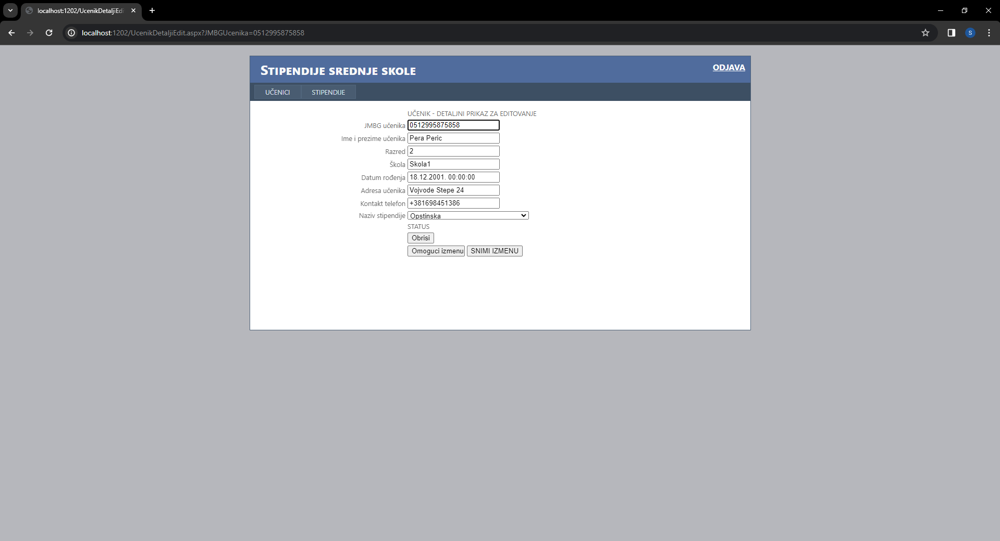 localhost:1202/UcenikDetaljiEdi
localhost:1202/UcenikDetaljiEdit.aspx?JMBGUcenika=0512995875858
S
Stipendije srednje skole
ODJAVA
UČENICI STIPENDIJE
UČENIK - DETALJNI PRIKAZ ZA EDITOVANJE
JMBG učenika 0512995875858
Ime i prezime učenika Pera Peric
Razred 2
Škola Skola1
Datum rođenja 18.12.2001. 00:00:00
Adresa učenika Vojvode Stepe 24
Kontakt telefon +381698451386
Naziv stipendije Opstinska
STATUS
Obrisi
Omoguci izmenu SNIMI IZMENU